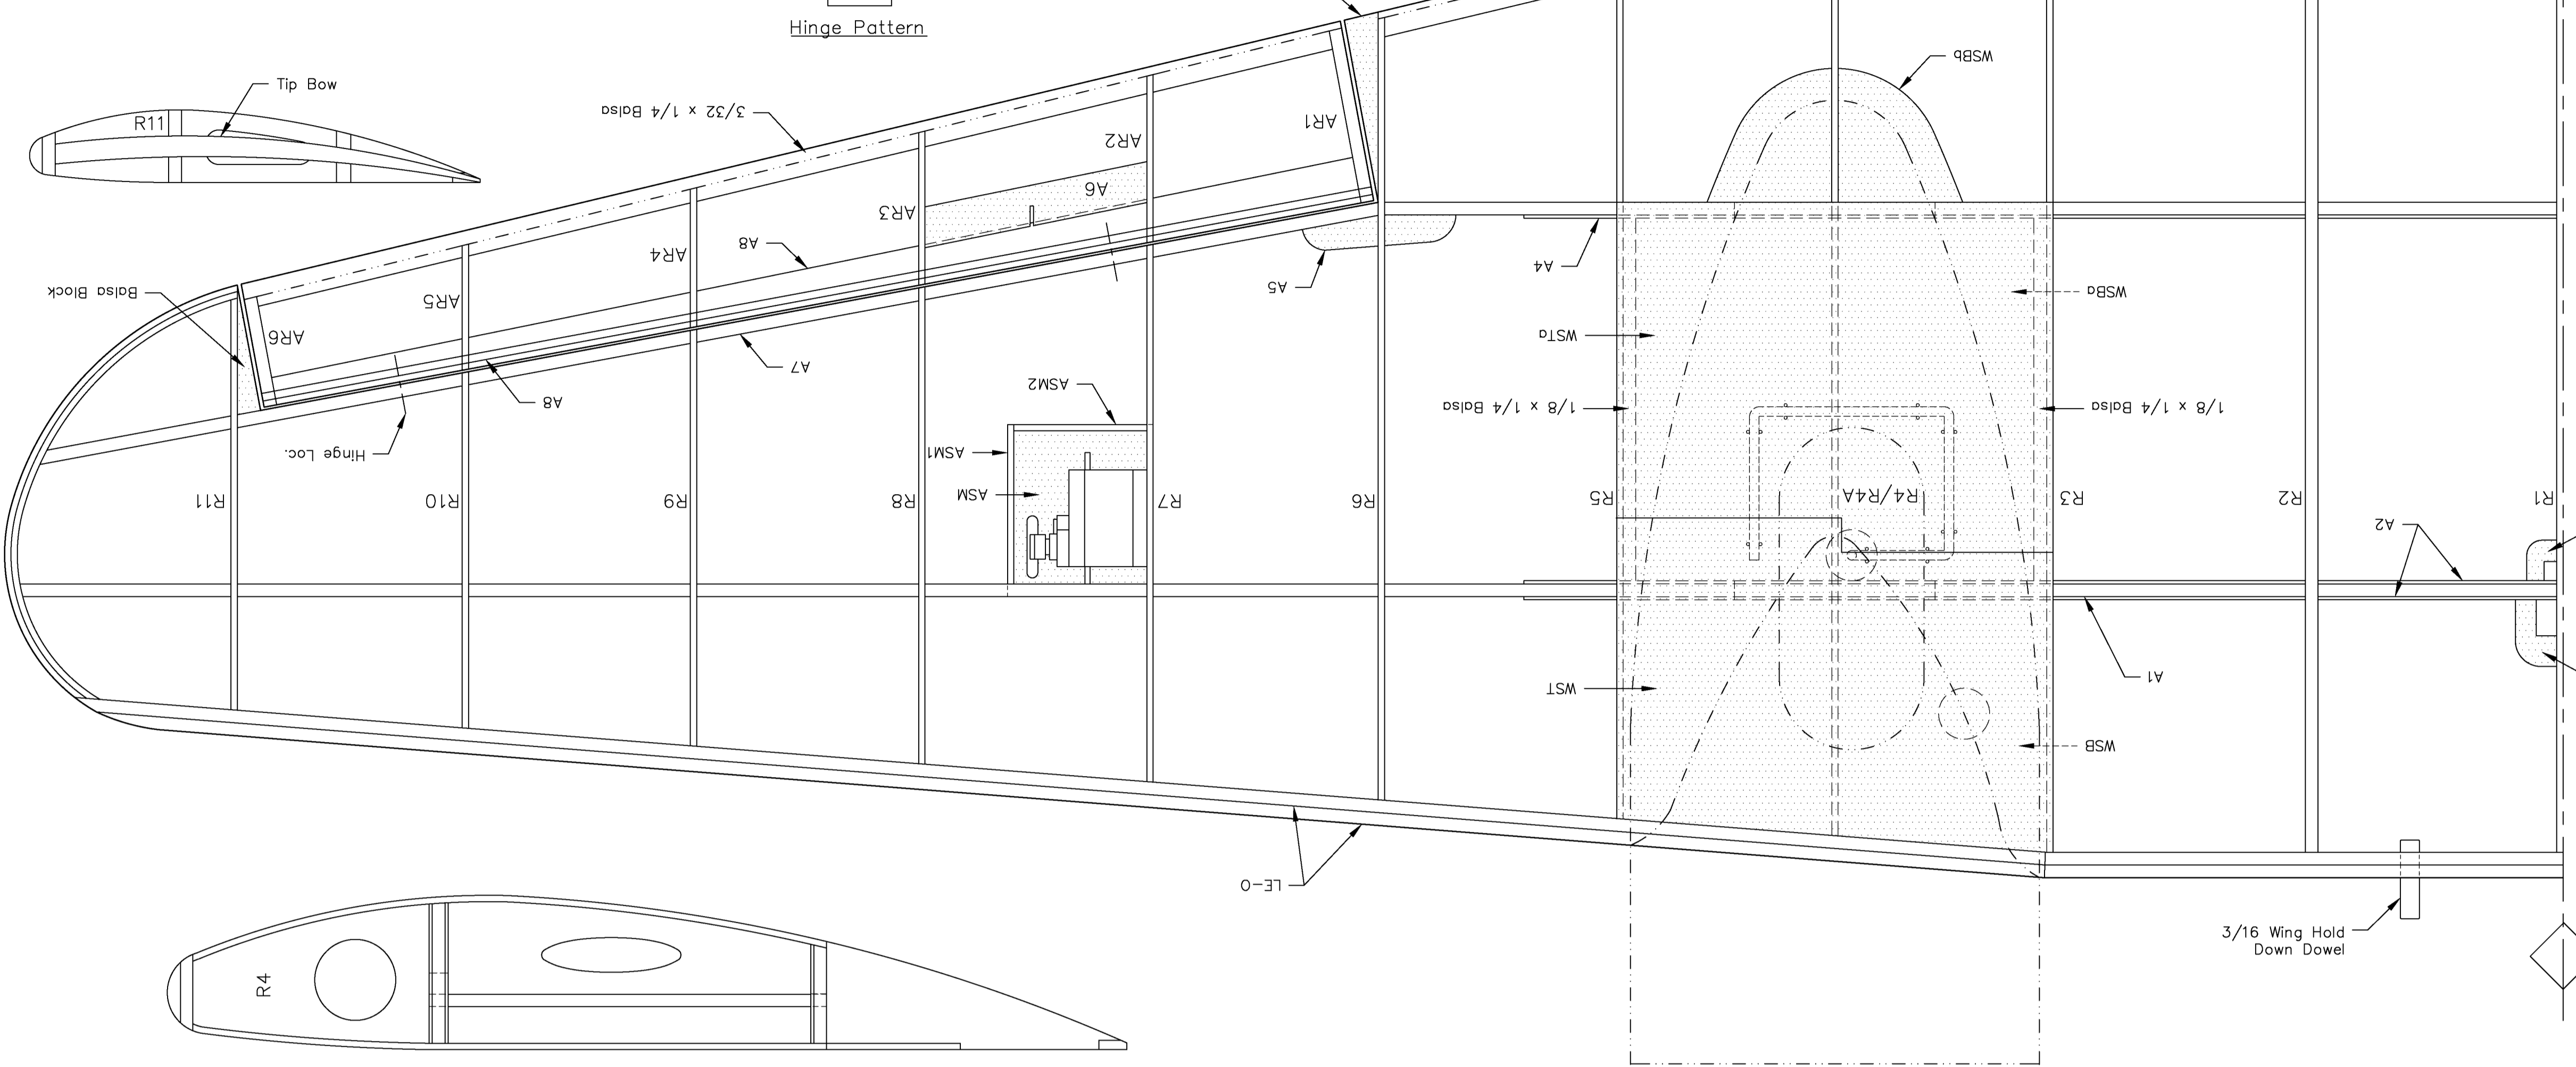 Hinge Pattern
Tip Bow
R11
3/32 x 1/4 Balsa
WSBb
AR1
AR2
A6
AR3
A8
AR4
AR5
AR6
Balsa Block
A4
A5
WSBa
WSTa
A7
A8
ASM2
1/8 x 1/4 Balsa
1/8 x 1/4 Balsa
Hinge Loc.
ASM1
ASM
R11
R10
R9
R8
R7
R6
R5
R4/R4A
R3
R2
R1
A2
A1
WST
WSB
LE-O
3/16 Wing Hold
Down Dowel
R4